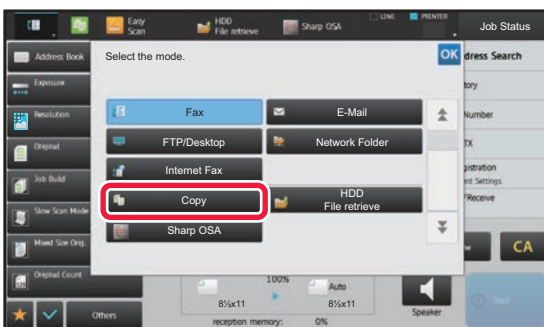 Easy
Scan
HDD
File retrieve
Sharp OSA
LINE
PRINTER
Job Status
Address Book
Exposure
Resolution
Original
Job Build
Slow Scan Mode
Mixed Size Orig.
Original Count
Others
Select the mode.
OK
Fax
E-Mail
FTP/Desktop
Network Folder
Internet Fax
Copy
HDD
File retrieve
Sharp OSA
dress Search
tory
Number
TX
gistration
Settings
/Receive
CA
100%
Auto
8½x11
8½x11
reception memory:
0%
Speaker
Start